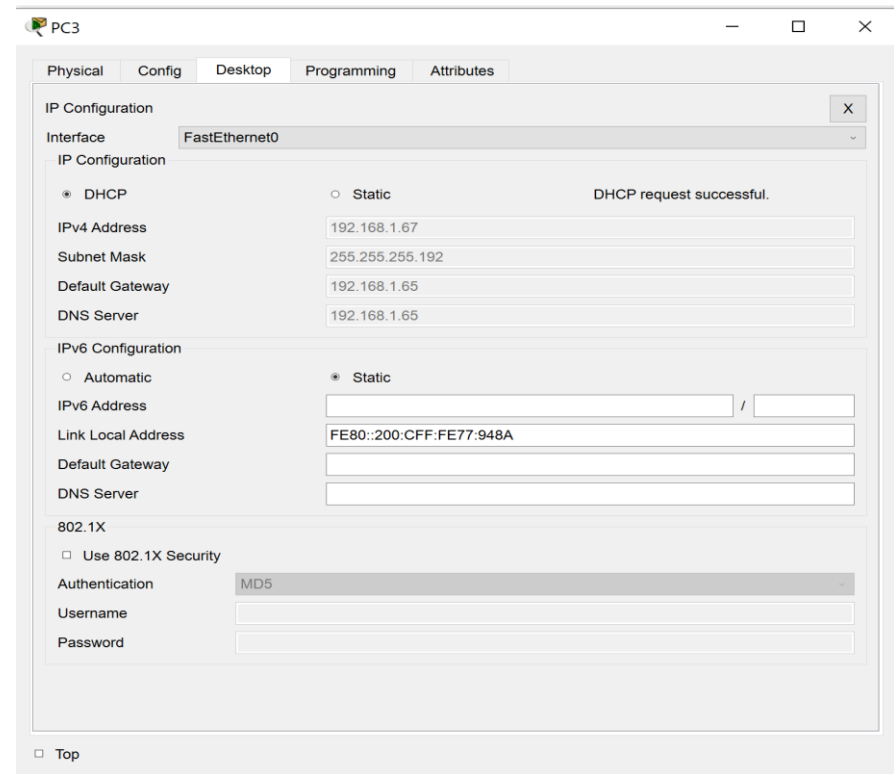 PC3
Physical Config Desktop Programming Attributes
IP Configuration X
Interface FastEthernet0
IP Configuration
DHCP Static DHCP request successful.
IPv4 Address 192.168.1.67
Subnet Mask 255.255.255.192
Default Gateway 192.168.1.65
DNS Server 192.168.1.65
IPv6 Configuration
Automatic Static
IPv6 Address /
Link Local Address FE80::200:CFF:FE77:948A
Default Gateway
DNS Server
802.1X
Use 802.1X Security
Authentication MD5
Username
Password
Top